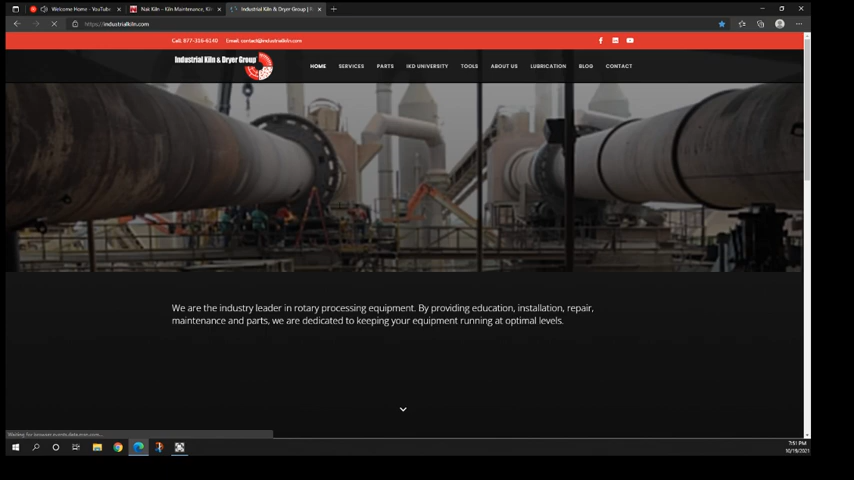 Welcome Home - YouTube
Nak Kiln – Kiln Maintenance, Kil
Industrial Kiln & Dryer Group | R
https://industrialkiln.com
Call: 877-316-6140 Email: contact@industrialkiln.com
Industrial Kiln & Dryer Group
HOME SERVICES PARTS IKD UNIVERSITY TOOLS ABOUT US LUBRICATION BLOG CONTACT
We are the industry leader in rotary processing equipment. By providing education, installation, repair,
maintenance and parts, we are dedicated to keeping your equipment running at optimal levels.
Waiting for browser.events.data.msn.com...
7:51 PM
10/19/2021